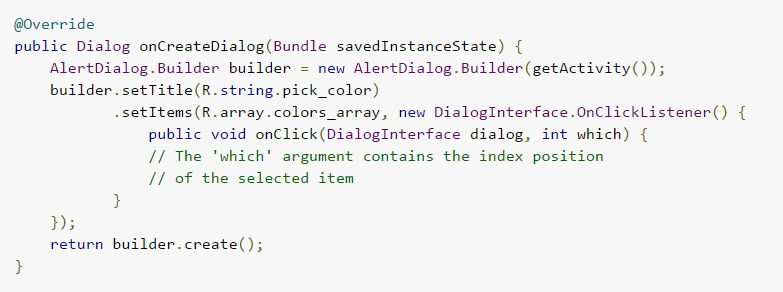 @Override
public Dialog onCreateDialog(Bundle savedInstanceState) {
    AlertDialog.Builder builder = new AlertDialog.Builder(getActivity());
    builder.setTitle(R.string.pick_color)
           .setItems(R.array.colors_array, new DialogInterface.OnClickListener() {
               public void onClick(DialogInterface dialog, int which) {
               // The 'which' argument contains the index position
               // of the selected item
           }
    });
    return builder.create();
}